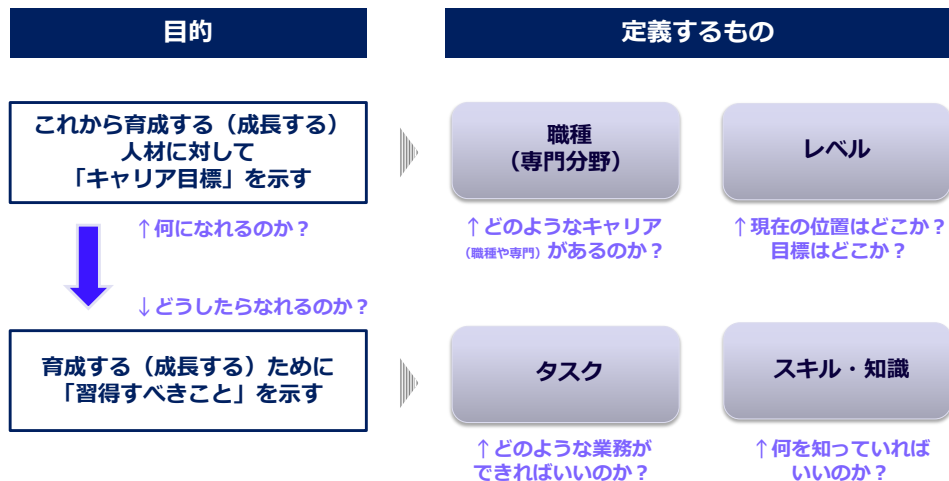 目的
定義するもの
これから育成する（成長する）
人材に対して
「キャリア目標」を示す
職種
（専門分野）
レベル
↑何になれるのか？
↑どのようなキャリア
（職種や専門）があるのか？
↑現在の位置はどこか？
目標はどこか？
↓どうしたらなれるのか？
育成する（成長する）ために
「習得すべきこと」を示す
タスク
スキル・知識
↑どのような業務が
できればいいのか？
↑何を知っていれば
いいのか？